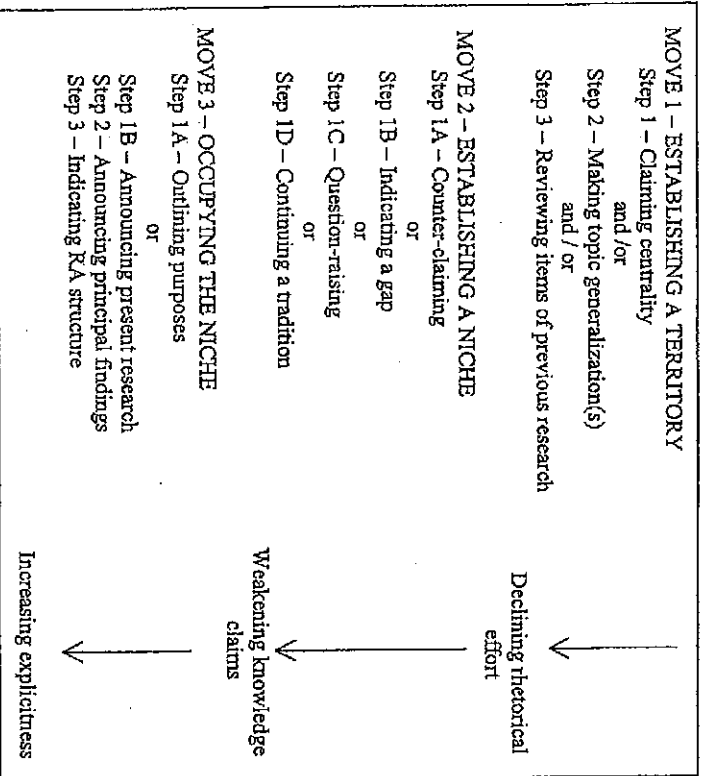 MOVE 1 – ESTABLISHING A TERRITORY
Step 1 – Claiming centrality
and /or
Step 2 – Making topic generalization(s)
and / or
Step 3 – Reviewing items of previous research
Declining rhetorical
effort
MOVE 2 – ESTABLISHING A NICHE
Step 1A – Counter-claiming
or
Step 1B – Indicating a gap
or
Step 1C – Question-raising
or
Step 1D – Continuing a tradition
Weakening knowledge
claims
MOVE 3 – OCCUPYING THE NICHE
Step 1A – Outlining purposes
or
Step 1B – Announcing present research
Step 2 – Announcing principal findings
Step 3 – Indicating RA structure
Increasing explicitness